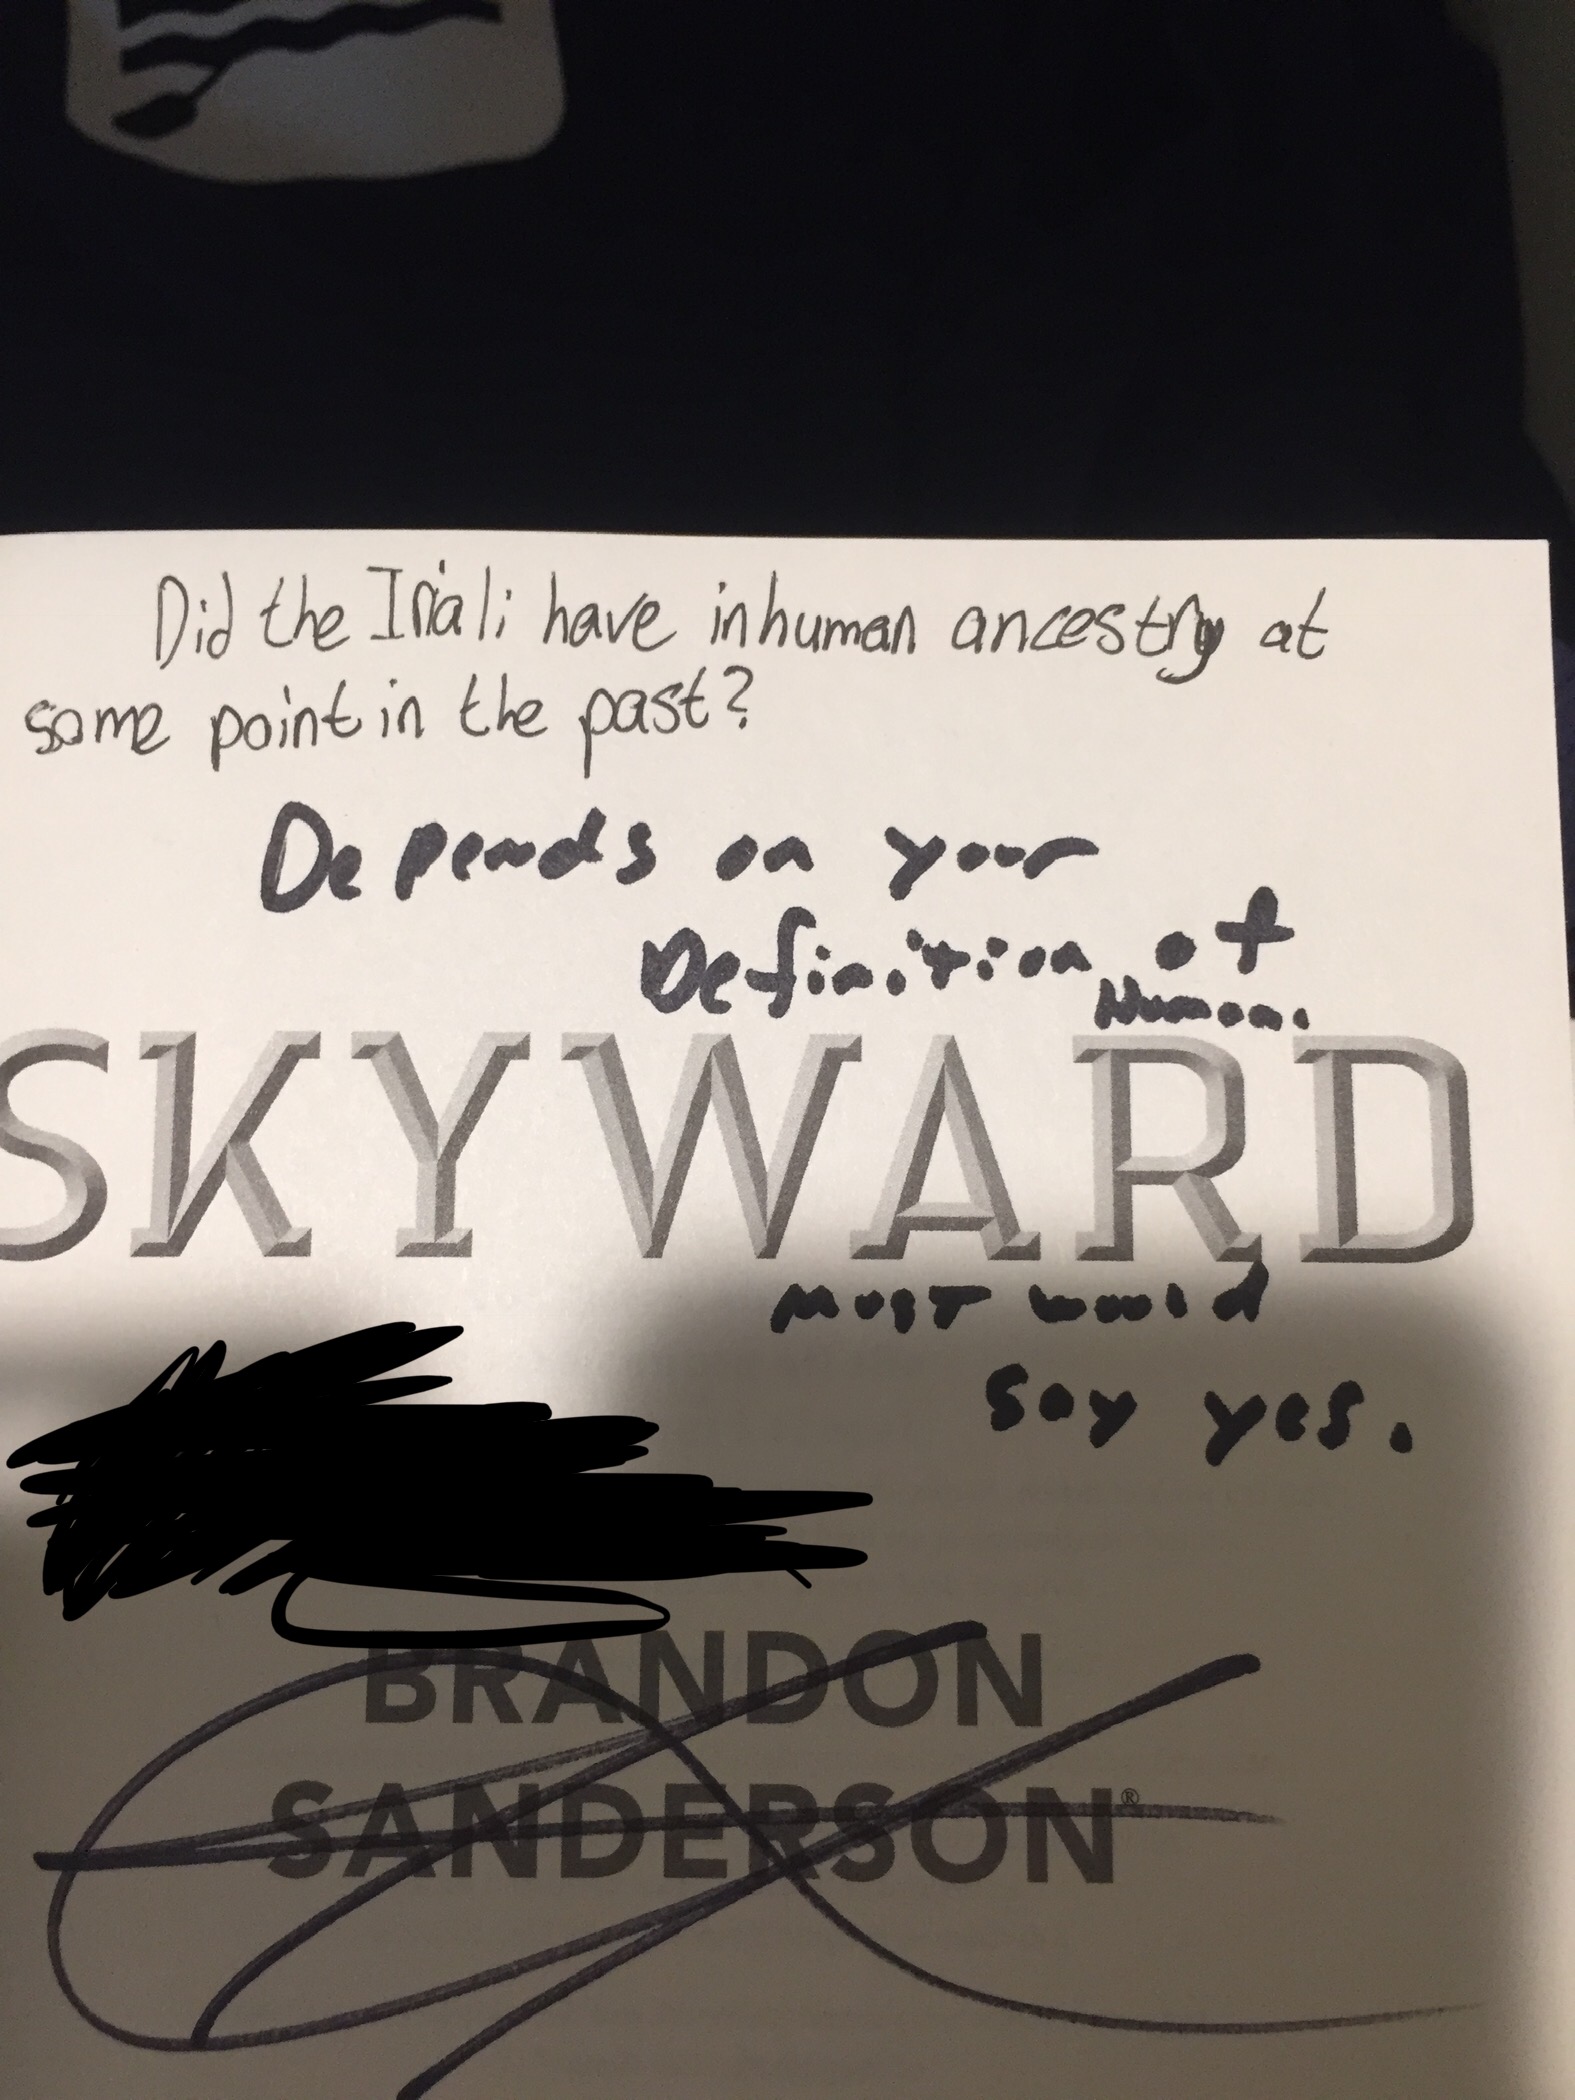 Did the Iriali have inhuman ancestry at
some point in the past?
Depends on your
Definition of
Human.
SKYWARD
most would
say yes.
BRANDON
SANDERSON®